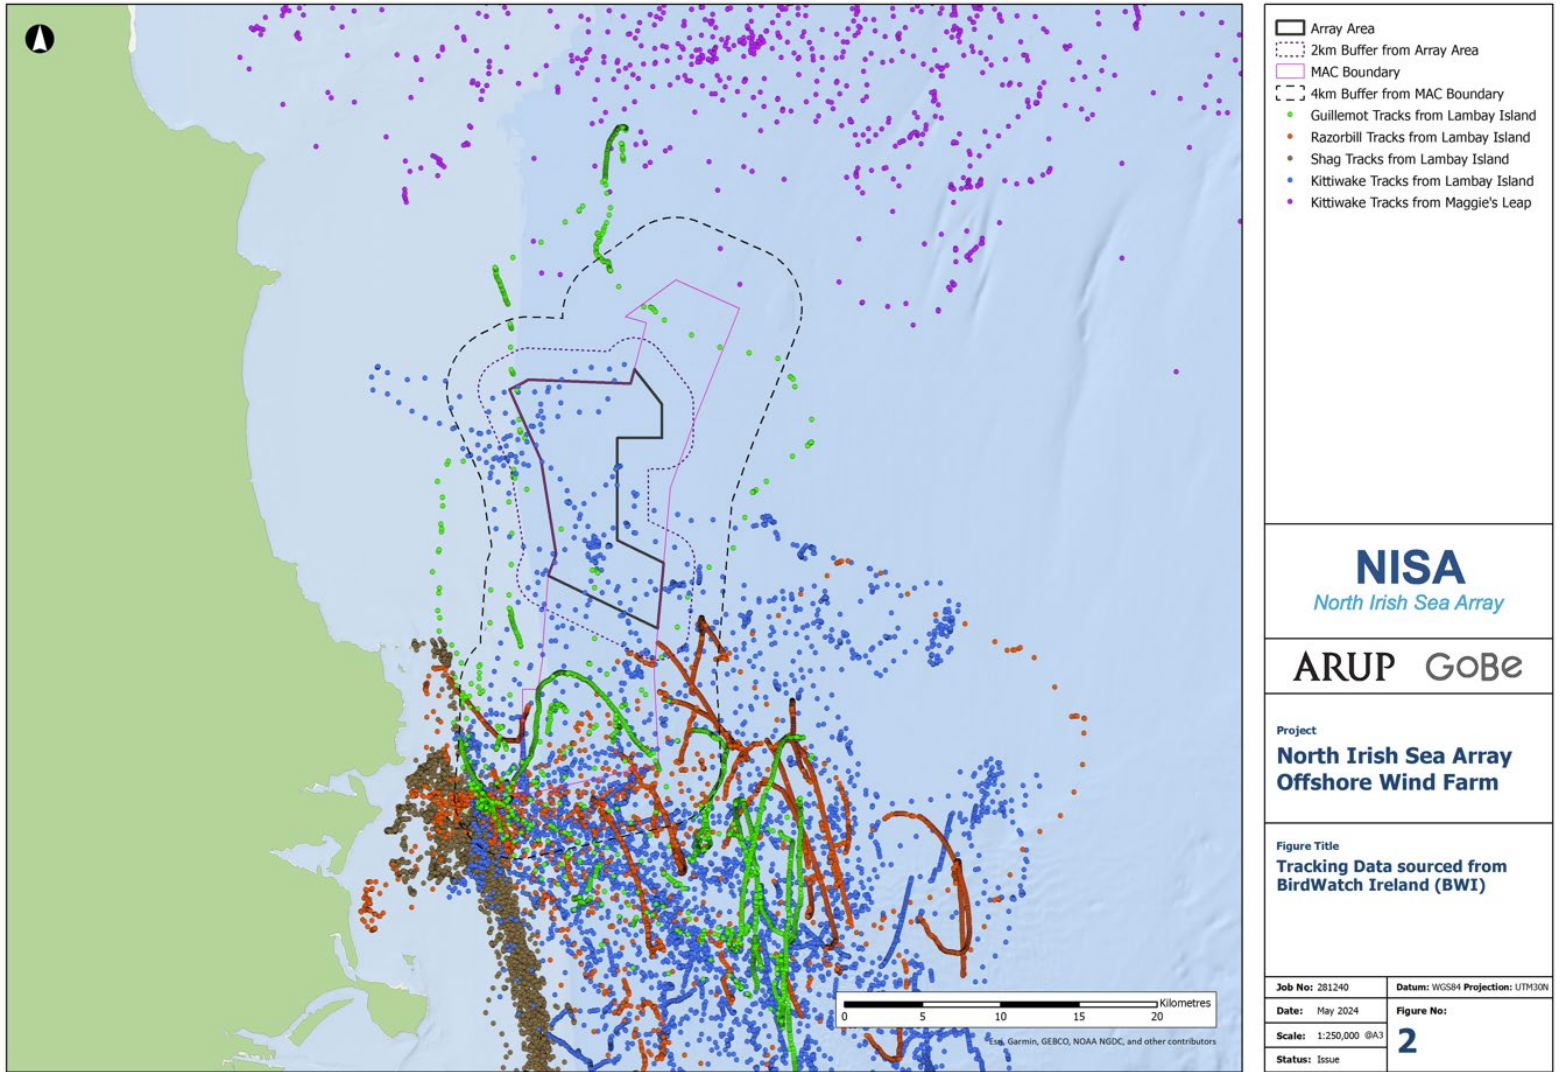 Array Area
2km Buffer from Array Area
MAC Boundary
4km Buffer from MAC Boundary
Guillemot Tracks from Lambay Island
Razorbill Tracks from Lambay Island
Shag Tracks from Lambay Island
Kittiwake Tracks from Lambay Island
Kittiwake Tracks from Maggie's Leap
NISA
North Irish Sea Array
ARUP GoBe
Project
North Irish Sea Array
Offshore Wind Farm
Figure Title
Tracking Data sourced from
BirdWatch Ireland (BWI)
Job No: 281240
Datum: WGS84 Projection: UTM30N
Date: May 2024
Figure No:
Scale: 1:250,000 @A3
2
Status: Issue
Kilometres
0 5 10 15 20
Esri, Garmin, GEBCO, NOAA NGDC, and other contributors